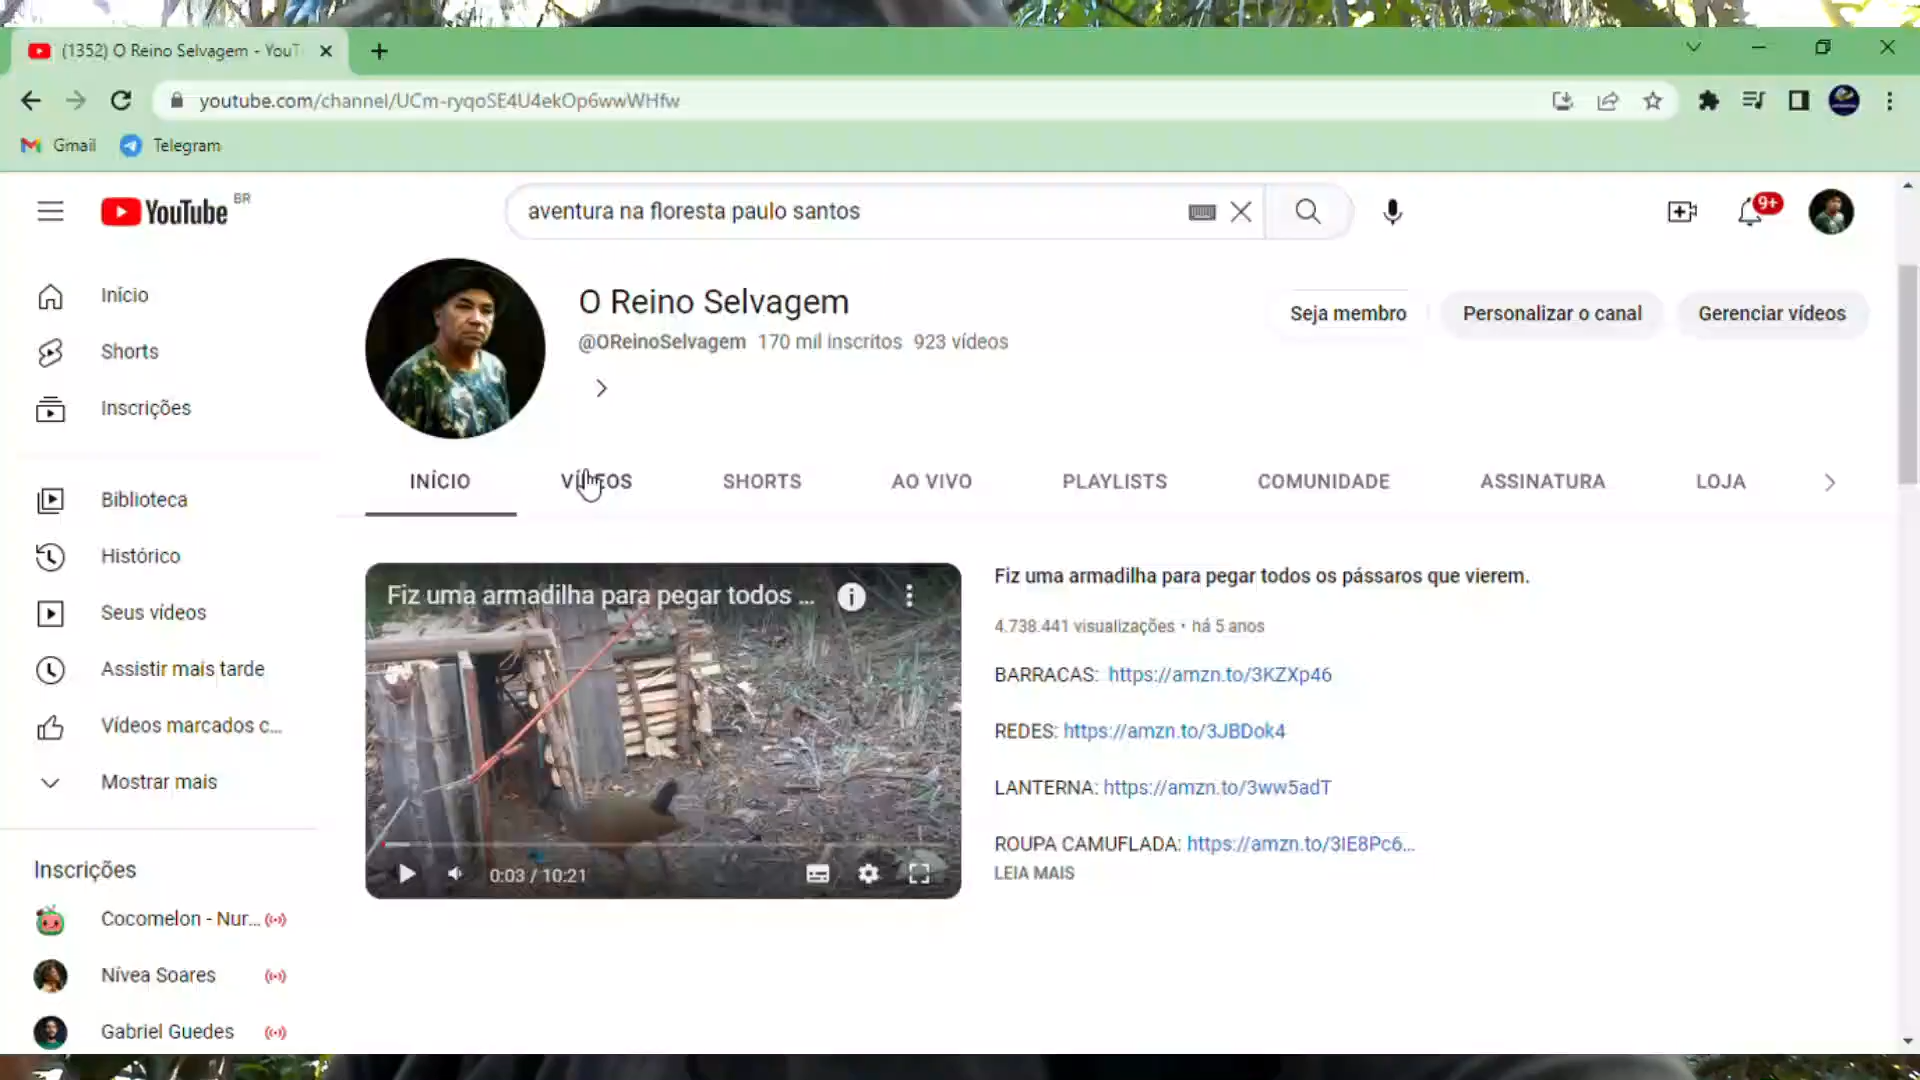 (1352) O Reino Selvagem - YouT
youtube.com/channel/UCm-ryqoSE4U4ekOp6wwWHfw
Gmail
Telegram
YouTube BR
aventura na floresta paulo santos
9+
Início
Shorts
Inscrições
Biblioteca
Histórico
Seus vídeos
Assistir mais tarde
Vídeos marcados c...
Mostrar mais
Inscrições
Cocomelon - Nur...
Nívea Soares
Gabriel Guedes
O Reino Selvagem
@OReinoSelvagem 170 mil inscritos 923 vídeos
Seja membro
Personalizar o canal
Gerenciar vídeos
INÍCIO
VÍDEOS
SHORTS
AO VIVO
PLAYLISTS
COMUNIDADE
ASSINATURA
LOJA
Fiz uma armadilha para pegar todos ...
0:03 / 10:21
Fiz uma armadilha para pegar todos os pássaros que vierem.
4.738.441 visualizações • há 5 anos
BARRACAS: https://amzn.to/3KZXp46
REDES: https://amzn.to/3JBDok4
LANTERNA: https://amzn.to/3ww5adT
ROUPA CAMUFLADA: https://amzn.to/3IE8Pc6...
LEIA MAIS